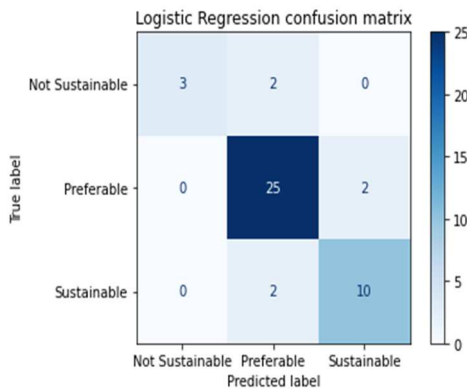 Logistic Regression confusion matrix
True label
Not Sustainable
3 2 0
Preferable
0 25 2
Sustainable
0 2 10
Not Sustainable Preferable Sustainable
Predicted label
25
20
15
10
5
0